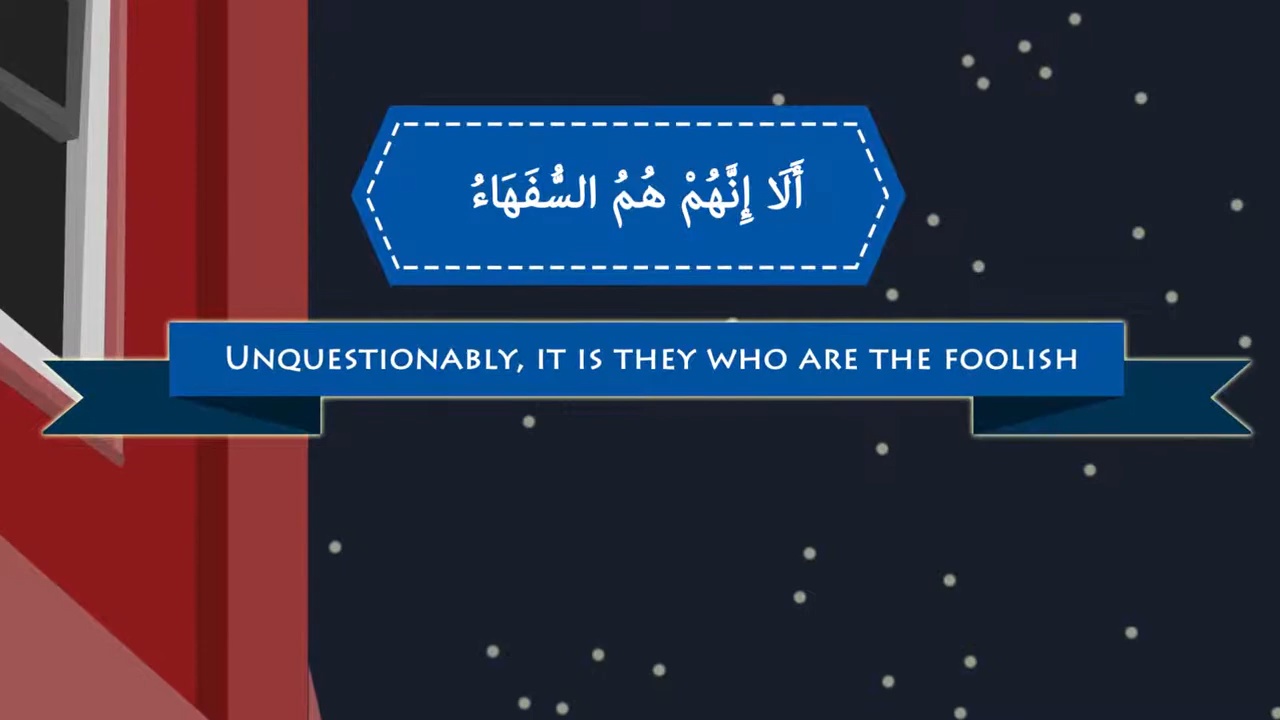 أَلَا إِنَّهُمْ هُمُ السُّفَهَاءُ
Unquestionably, it is they who are the foolish